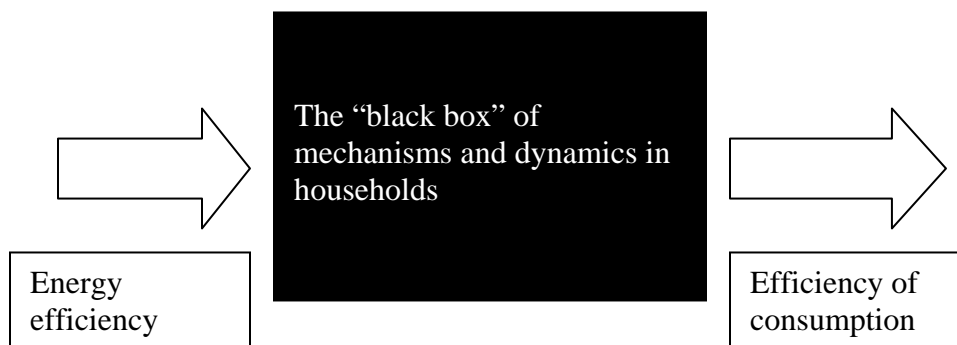 The “black box” of
mechanisms and dynamics in
households
Energy
efficiency
Efficiency of
consumption